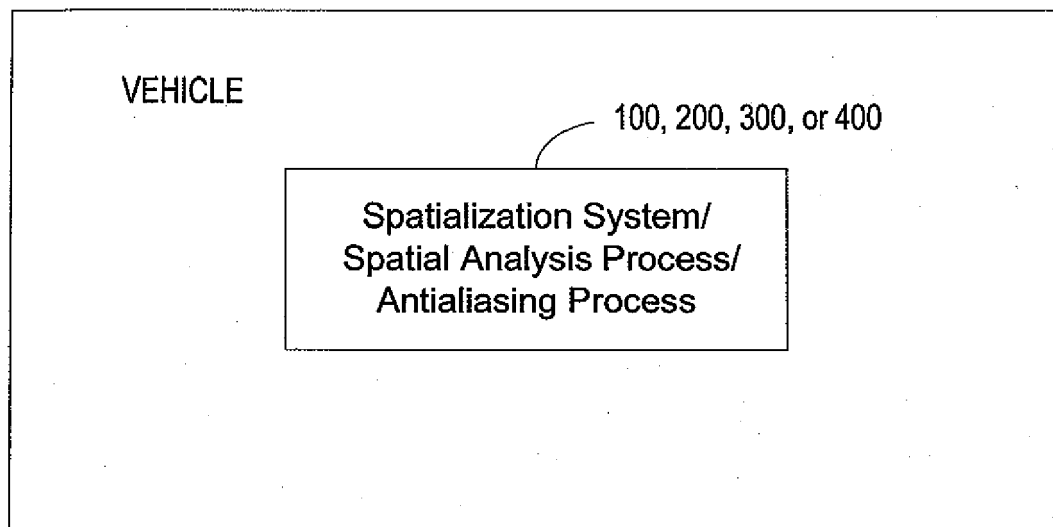 VEHICLE
100, 200, 300, or 400
Spatialization System/
Spatial Analysis Process/
Antialiasing Process